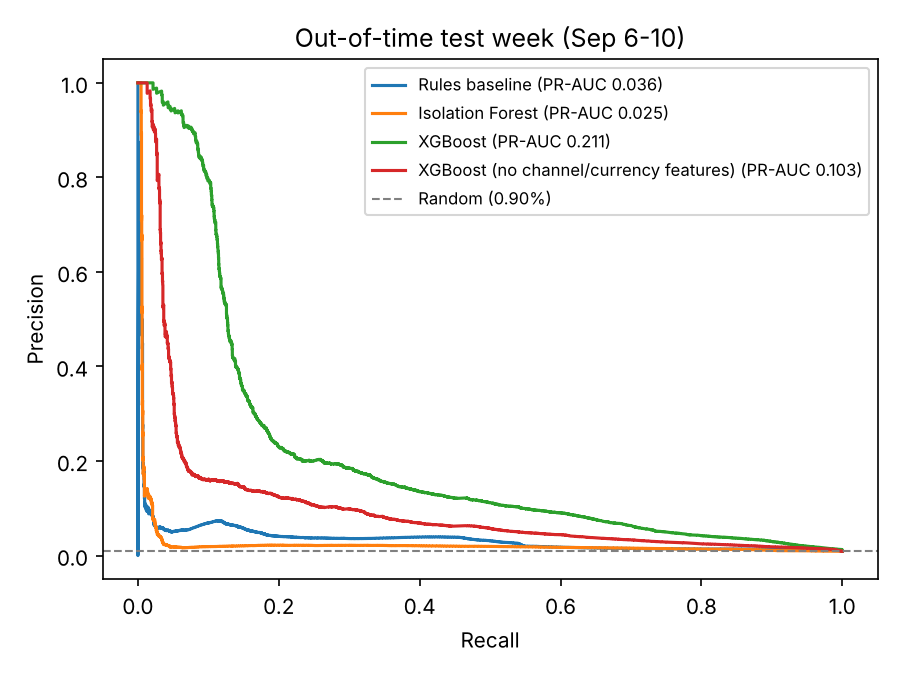 Out-of-time test week (Sep 6-10)
Rules baseline (PR-AUC 0.036)
Isolation Forest (PR-AUC 0.025)
XGBoost (PR-AUC 0.211)
XGBoost (no channel/currency features) (PR-AUC 0.103)
Random (0.90%)
1.0
0.8
0.6
0.4
0.2
0.0
Precision
0.0 0.2 0.4 0.6 0.8 1.0
Recall